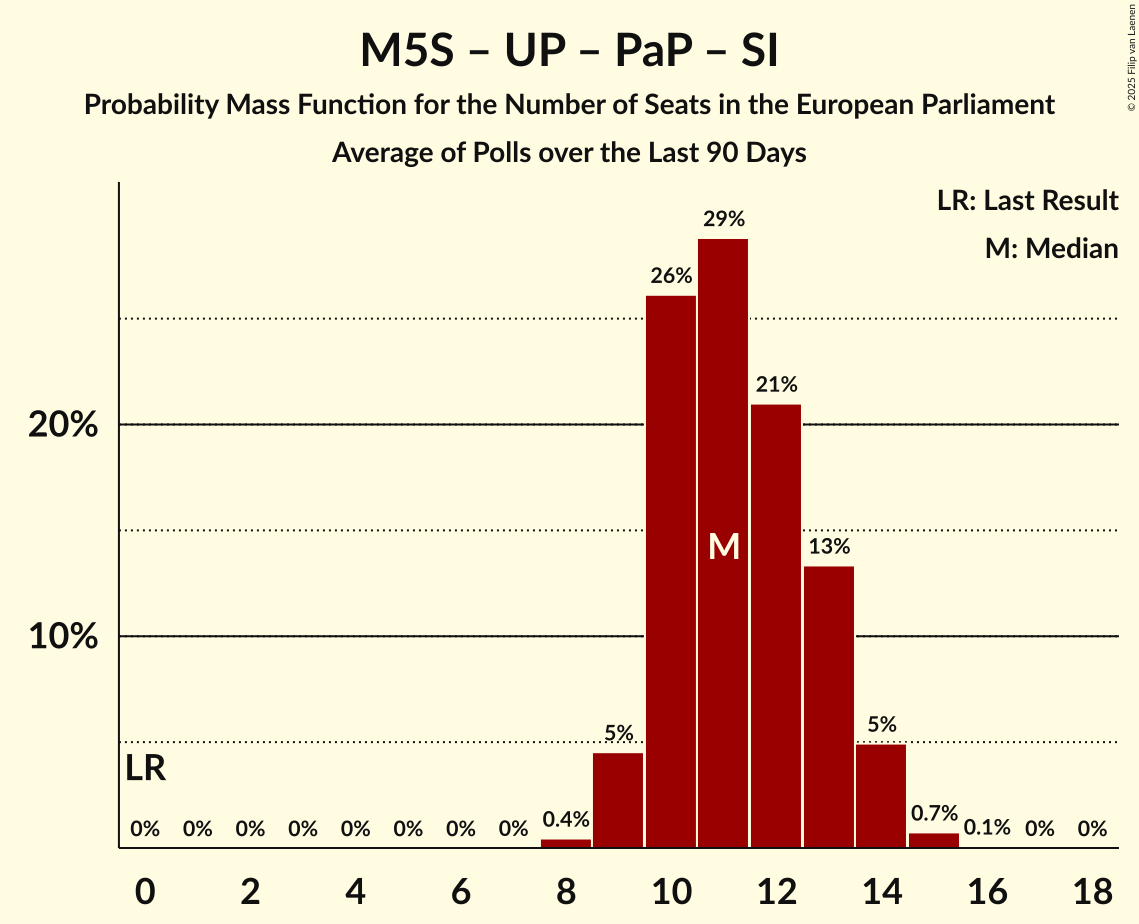 M5S – UP – PaP – SI
Probability Mass Function for the Number of Seats in the European Parliament
Average of Polls over the Last 90 Days
© 2025 Filip van Laenen
LR: Last Result
M: Median
29%
26%
21%
20%
M
13%
10%
5%
5%
LR
0% 0% 0% 0% 0% 0% 0% 0% 0.4% 0.7% 0.1% 0% 0%
0 2 4 6 8 10 12 14 16 18